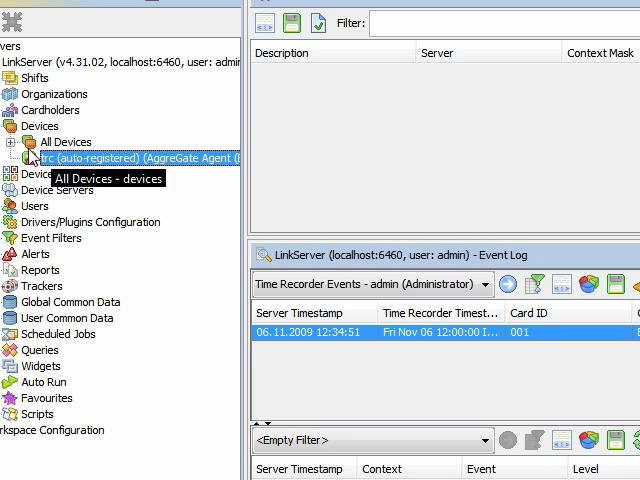 vers
LinkServer (v4.31.02, localhost:6460, user: admin
Shifts
Organizations
Cardholders
Devices
All Devices
trc (auto-registered) (AggreGate Agent (
Device
All Devices - devices
Device Servers
Users
Drivers/Plugins Configuration
Event Filters
Alerts
Reports
Trackers
Global Common Data
User Common Data
Scheduled Jobs
Queries
Widgets
Auto Run
Favourites
Scripts
rkspace Configuration
Filter:
Description Server Context Mask
LinkServer (localhost:6460, user: admin) - Event Log
Time Recorder Events - admin (Administrator)
Server Timestamp Time Recorder Timest... Card ID
06.11.2009 12:34:51 Fri Nov 06 12:00:00 I... 001
<Empty Filter>
Server Timestamp Context Event Level